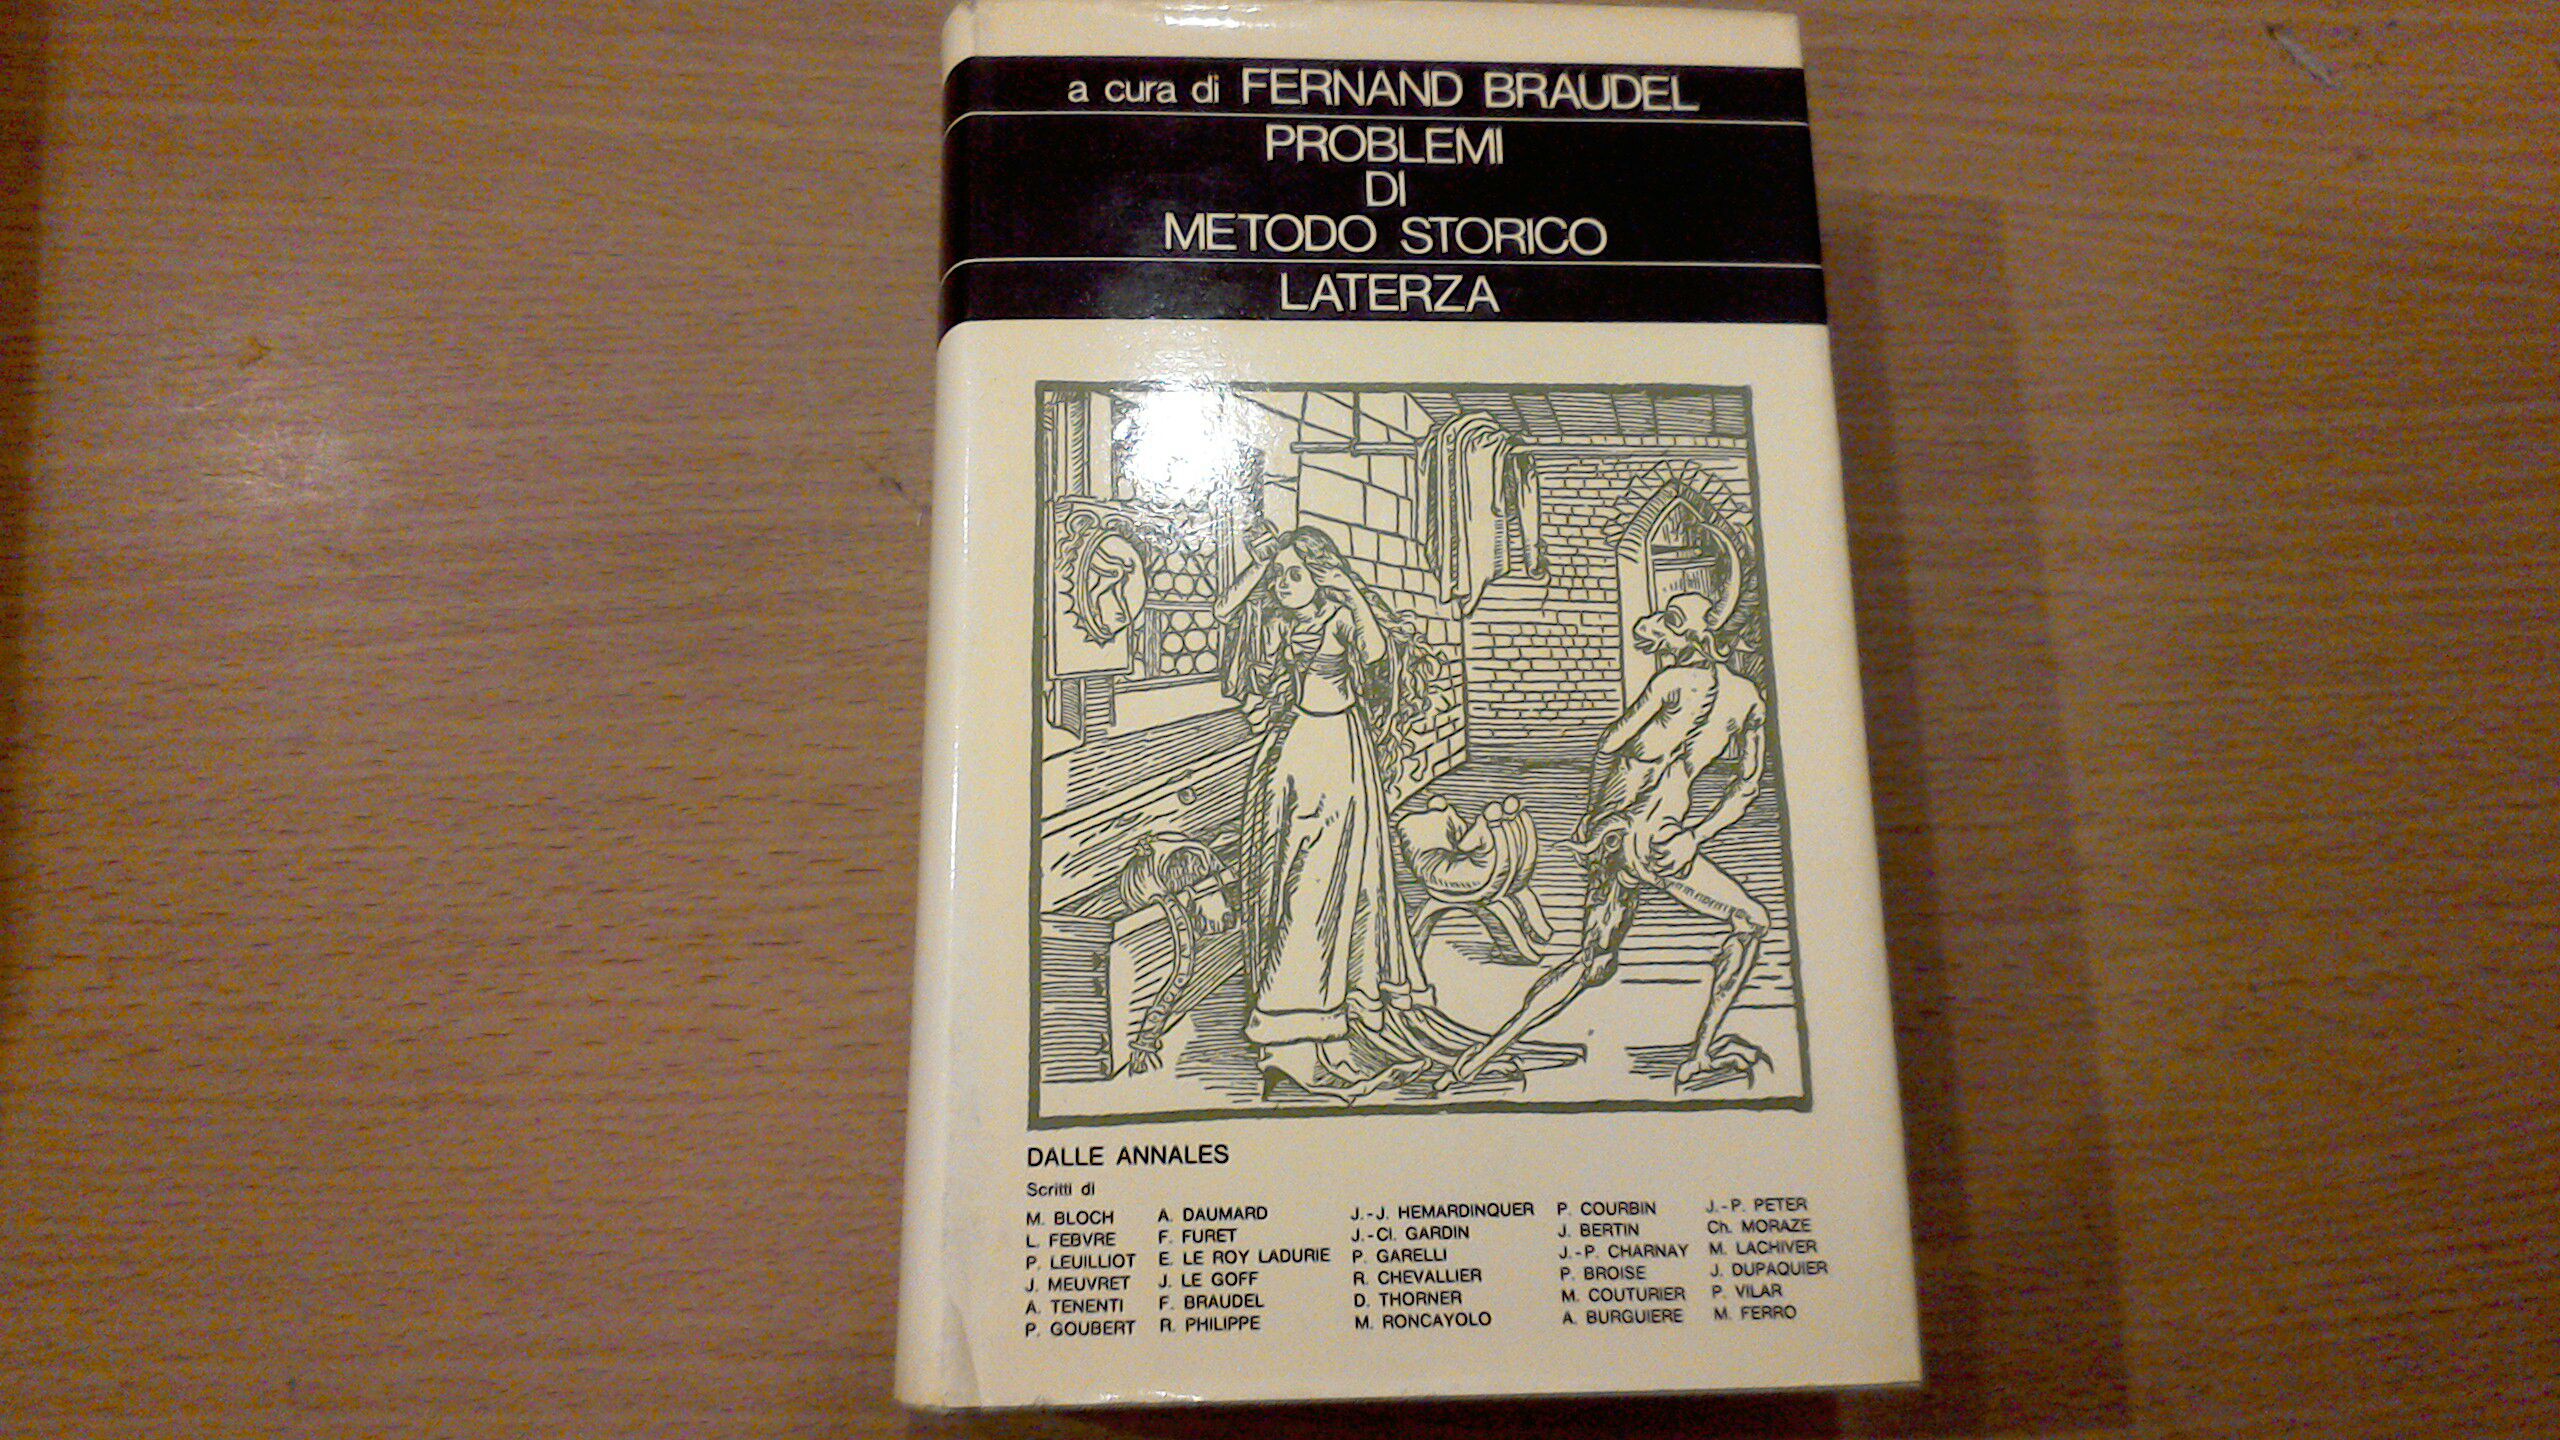 a cura di FERNAND BRAUDEL
PROBLEMI
DI
METODO STORICO
LATERZA
DALLE ANNALES
Scritti di
M. BLOCH
L. FEBVRE
P. LEUILLIOT
J. MEUVRET
A. TENENTI
P. GOUBERT
A. DAUMARD
F. FURET
E. LE ROY LADURIE
J. LE GOFF
F. BRAUDEL
R. PHILIPPE
J.-J. HEMARDINQUER
J.-Cl. GARDIN
P. GARELLI
R. CHEVALLIER
D. THORNER
M. RONCAYOLO
P. COURBIN
J. BERTIN
J.-P. CHARNAY
P. BROISE
M. COUTURIER
A. BURGUIERE
J.-P. PETER
Ch. MORAZE
M. LACHIVER
J. DUPAQUIER
P. VILAR
M. FERRO